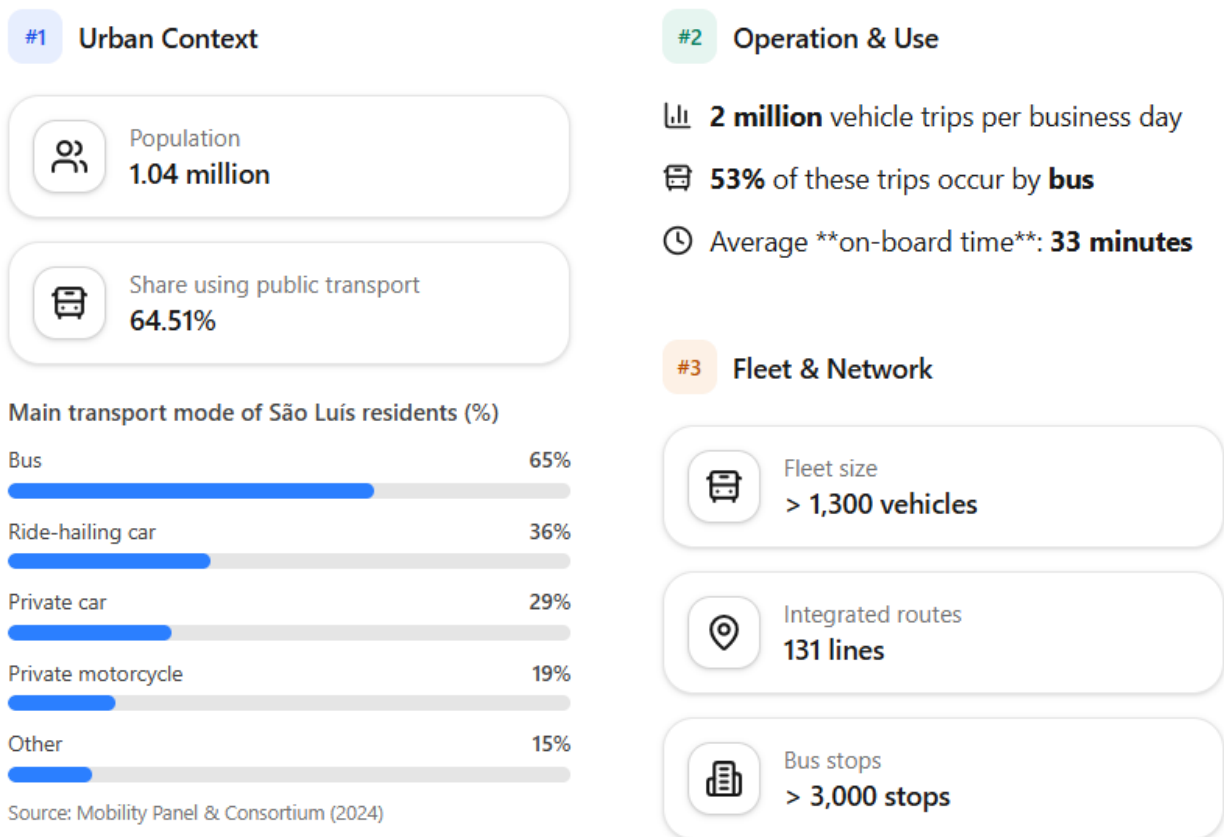 #1 Urban Context
Population
1.04 million
Share using public transport
64.51%
Main transport mode of São Luís residents (%)
Bus 65%
Ride-hailing car 36%
Private car 29%
Private motorcycle 19%
Other 15%
Source: Mobility Panel & Consortium (2024)
#2 Operation & Use
2 million vehicle trips per business day
53% of these trips occur by bus
Average **on-board time**: 33 minutes
#3 Fleet & Network
Fleet size
> 1,300 vehicles
Integrated routes
131 lines
Bus stops
> 3,000 stops